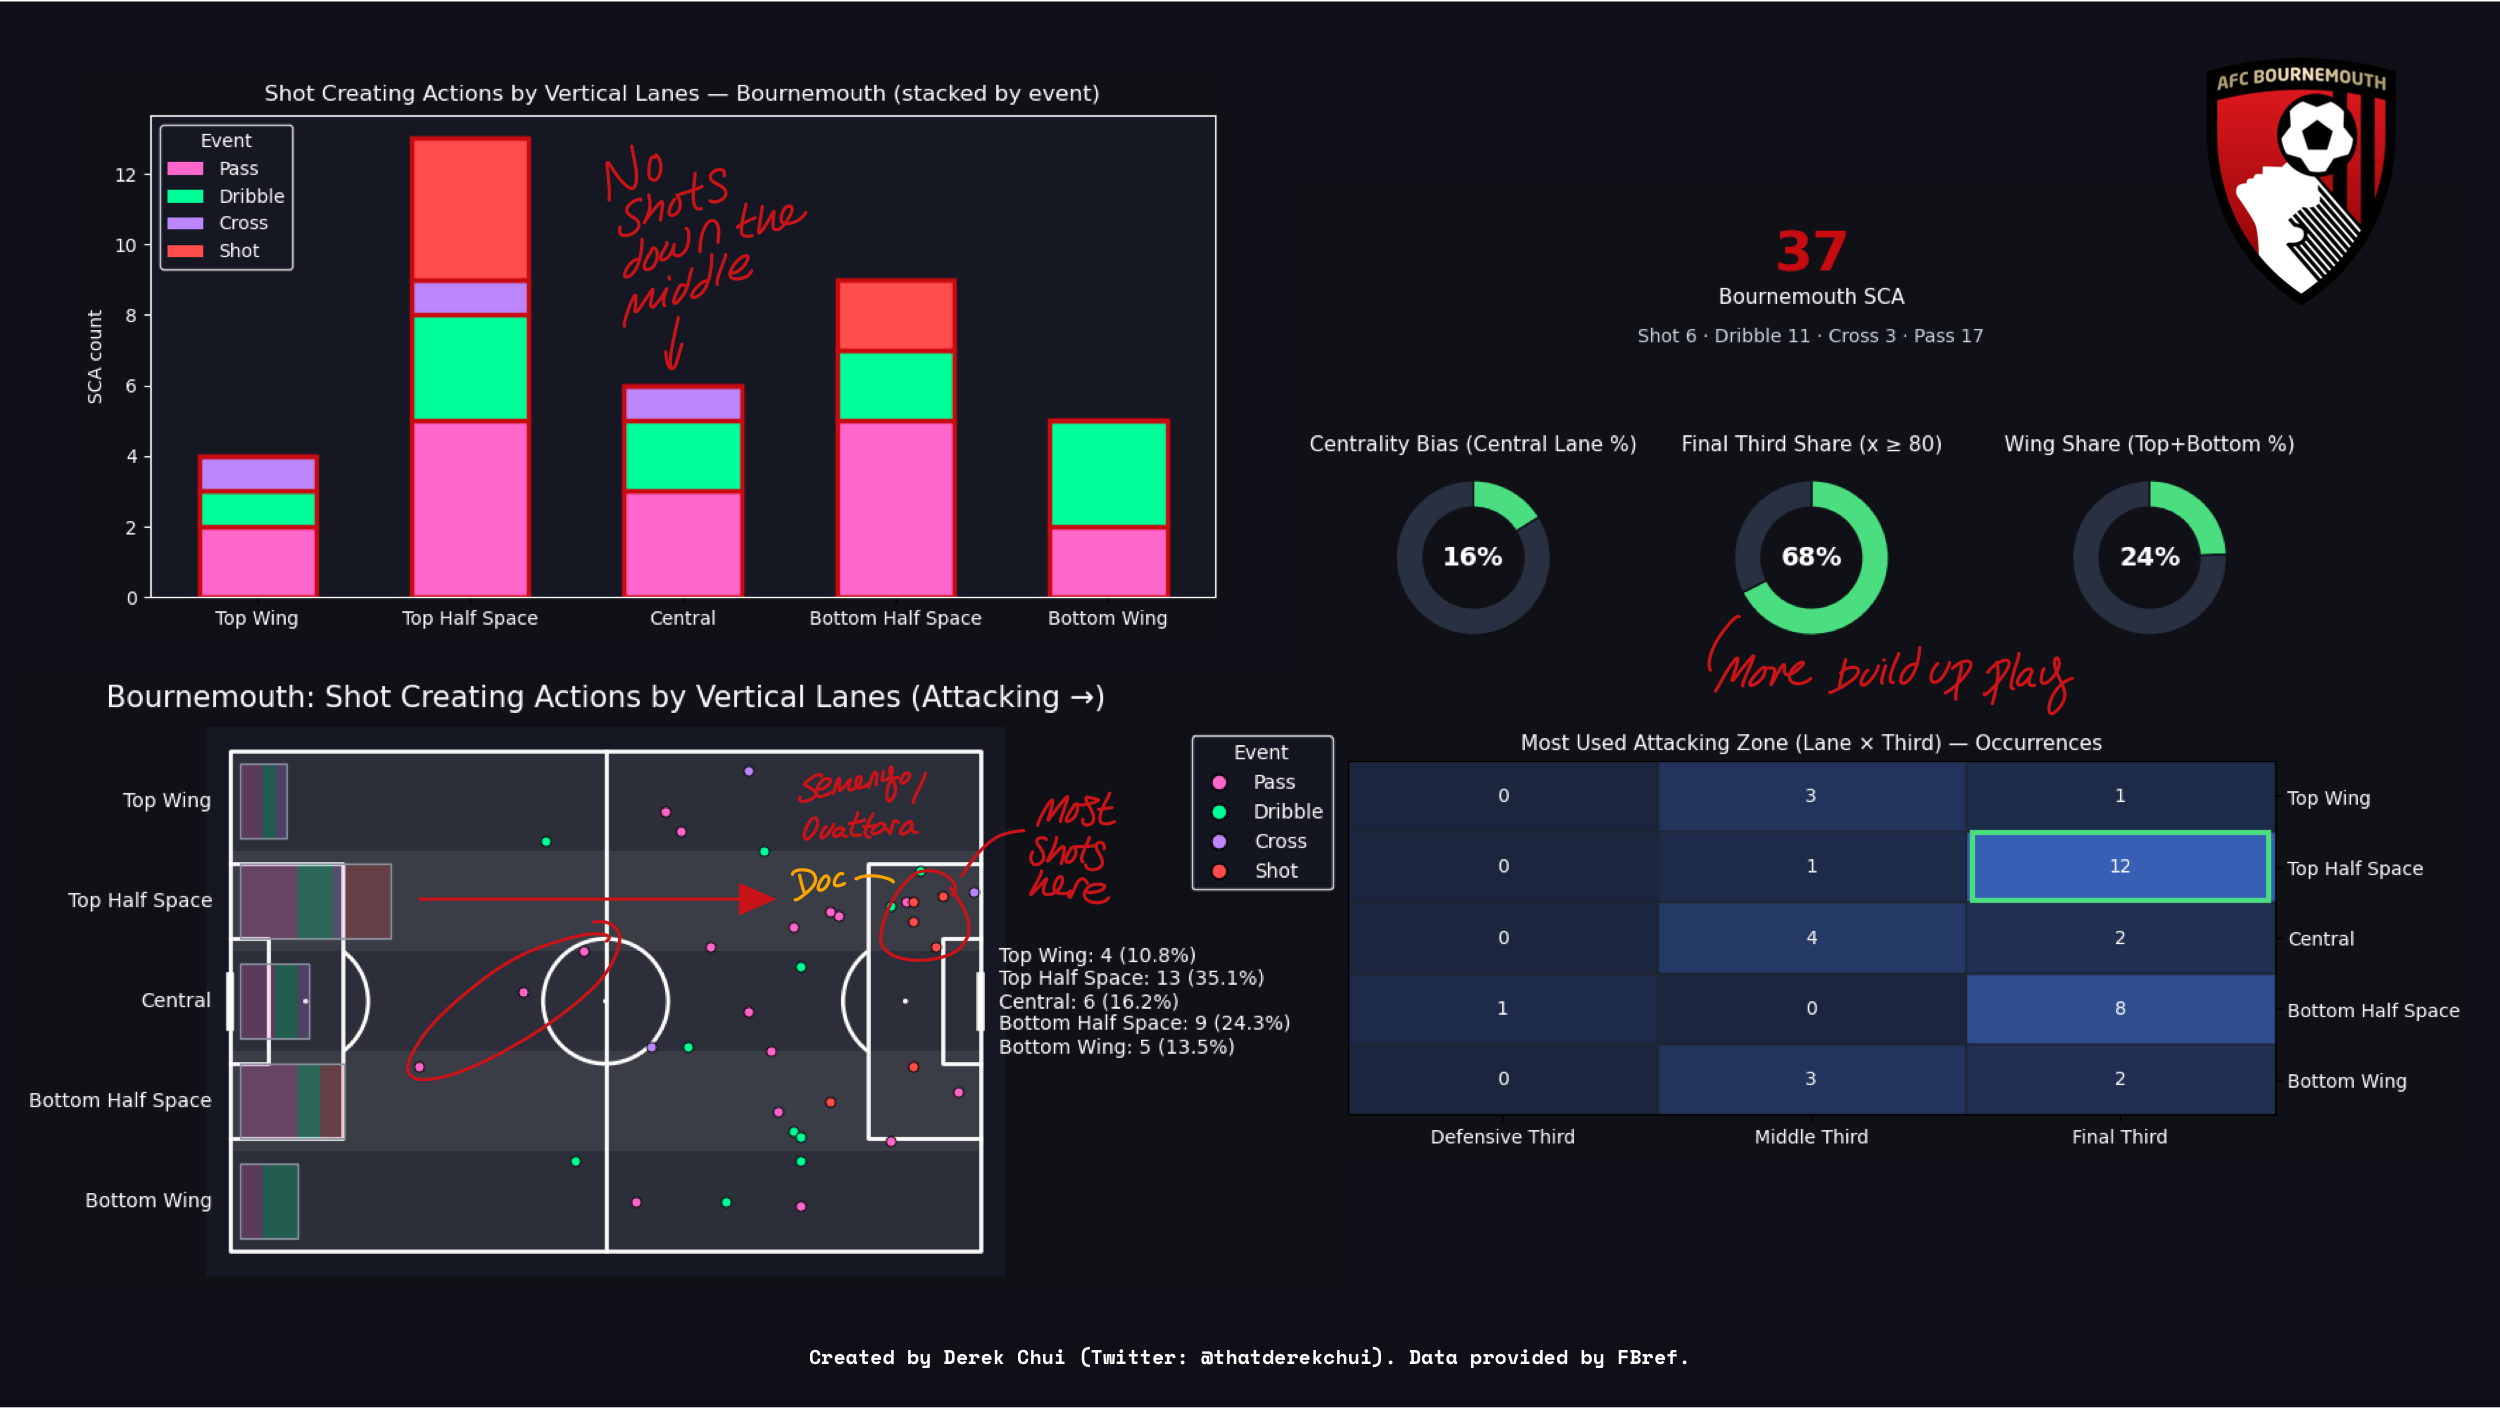 AFC BOURNEMOUTH
Shot Creating Actions by Vertical Lanes — Bournemouth (stacked by event)
Event
Pass
Dribble
Cross
Shot
No
shots
down the
middle
SCA count
12
10
8
6
4
2
0
Top Wing
Top Half Space
Central
Bottom Half Space
Bottom Wing
37
Bournemouth SCA
Shot 6 · Dribble 11 · Cross 3 · Pass 17
Centrality Bias (Central Lane %)
16%
Final Third Share (x ≥ 80)
68%
Wing Share (Top+Bottom %)
24%
More build up play
Bournemouth: Shot Creating Actions by Vertical Lanes (Attacking →)
Top Wing
Top Half Space
Central
Bottom Half Space
Bottom Wing
Semenyo/
Ouattara
DOC
Most
shots
here
Event
Pass
Dribble
Cross
Shot
Top Wing: 4 (10.8%)
Top Half Space: 13 (35.1%)
Central: 6 (16.2%)
Bottom Half Space: 9 (24.3%)
Bottom Wing: 5 (13.5%)
Most Used Attacking Zone (Lane × Third) — Occurrences
0 3 1 Top Wing
0 1 12 Top Half Space
0 4 2 Central
1 0 8 Bottom Half Space
0 3 2 Bottom Wing
Defensive Third Middle Third Final Third
Created by Derek Chui (Twitter: @thatderekchui). Data provided by FBref.